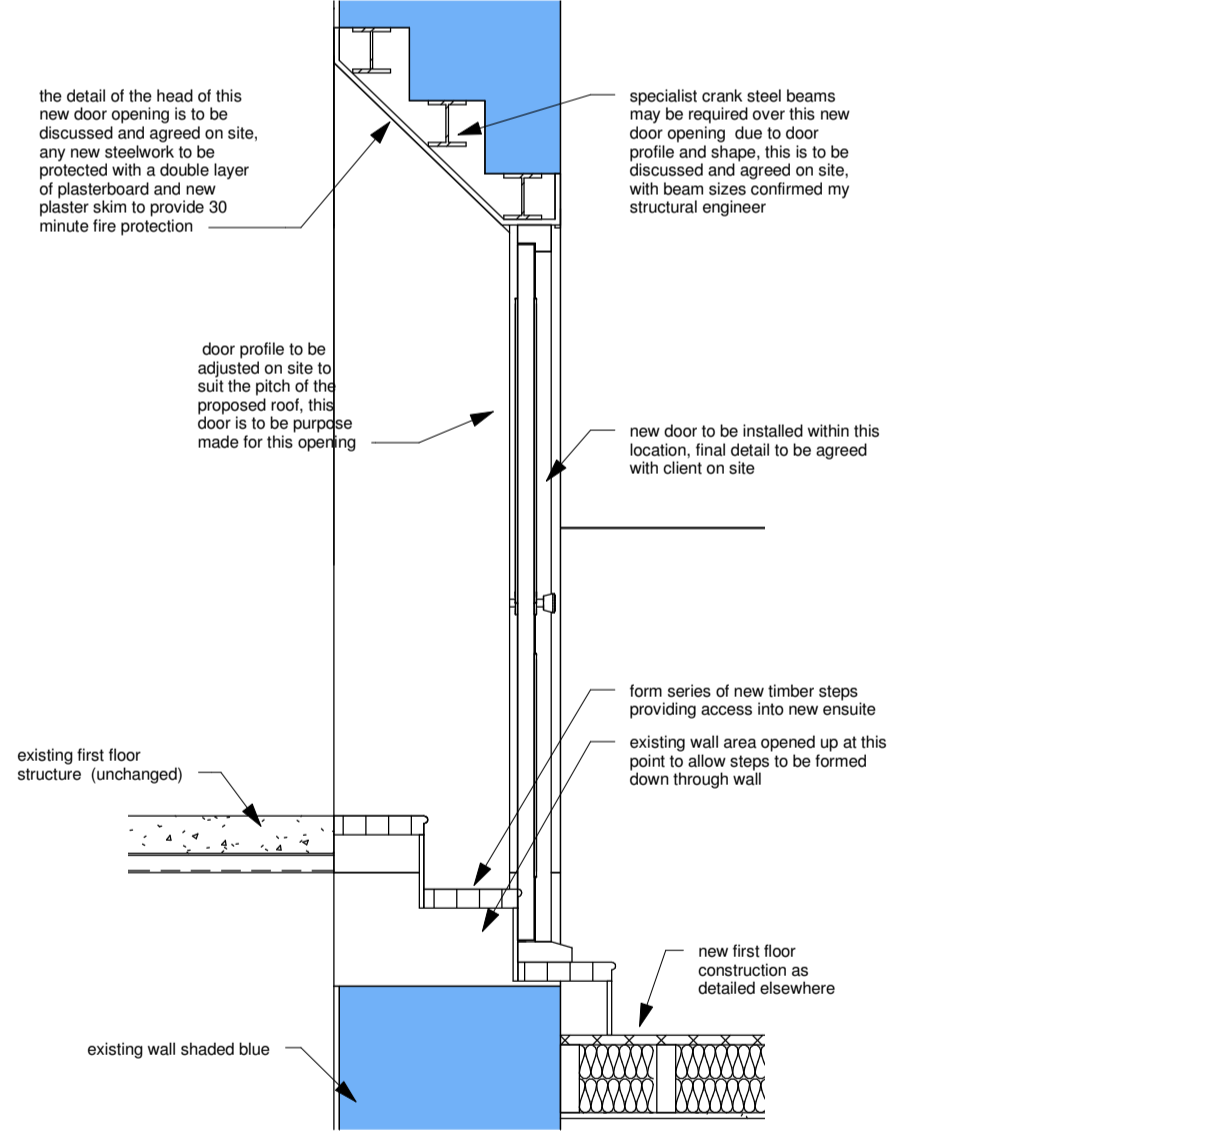 the detail of the head of this
new door opening is to be
discussed and agreed on site,
any new steelwork to be
protected with a double layer
of plasterboard and new
plaster skim to provide 30
minute fire protection
specialist crank steel beams
may be required over this new
door opening due to door
profile and shape, this is to be
discussed and agreed on site,
with beam sizes confirmed my
structural engineer
door profile to be
adjusted on site to
suit the pitch of the
proposed roof, this
door is to be purpose
made for this opening
new door to be installed within this
location, final detail to be agreed
with client on site
form series of new timber steps
providing access into new ensuite
existing wall area opened up at this
point to allow steps to be formed
down through wall
existing first floor
structure (unchanged)
new first floor
construction as
detailed elsewhere
existing wall shaded blue